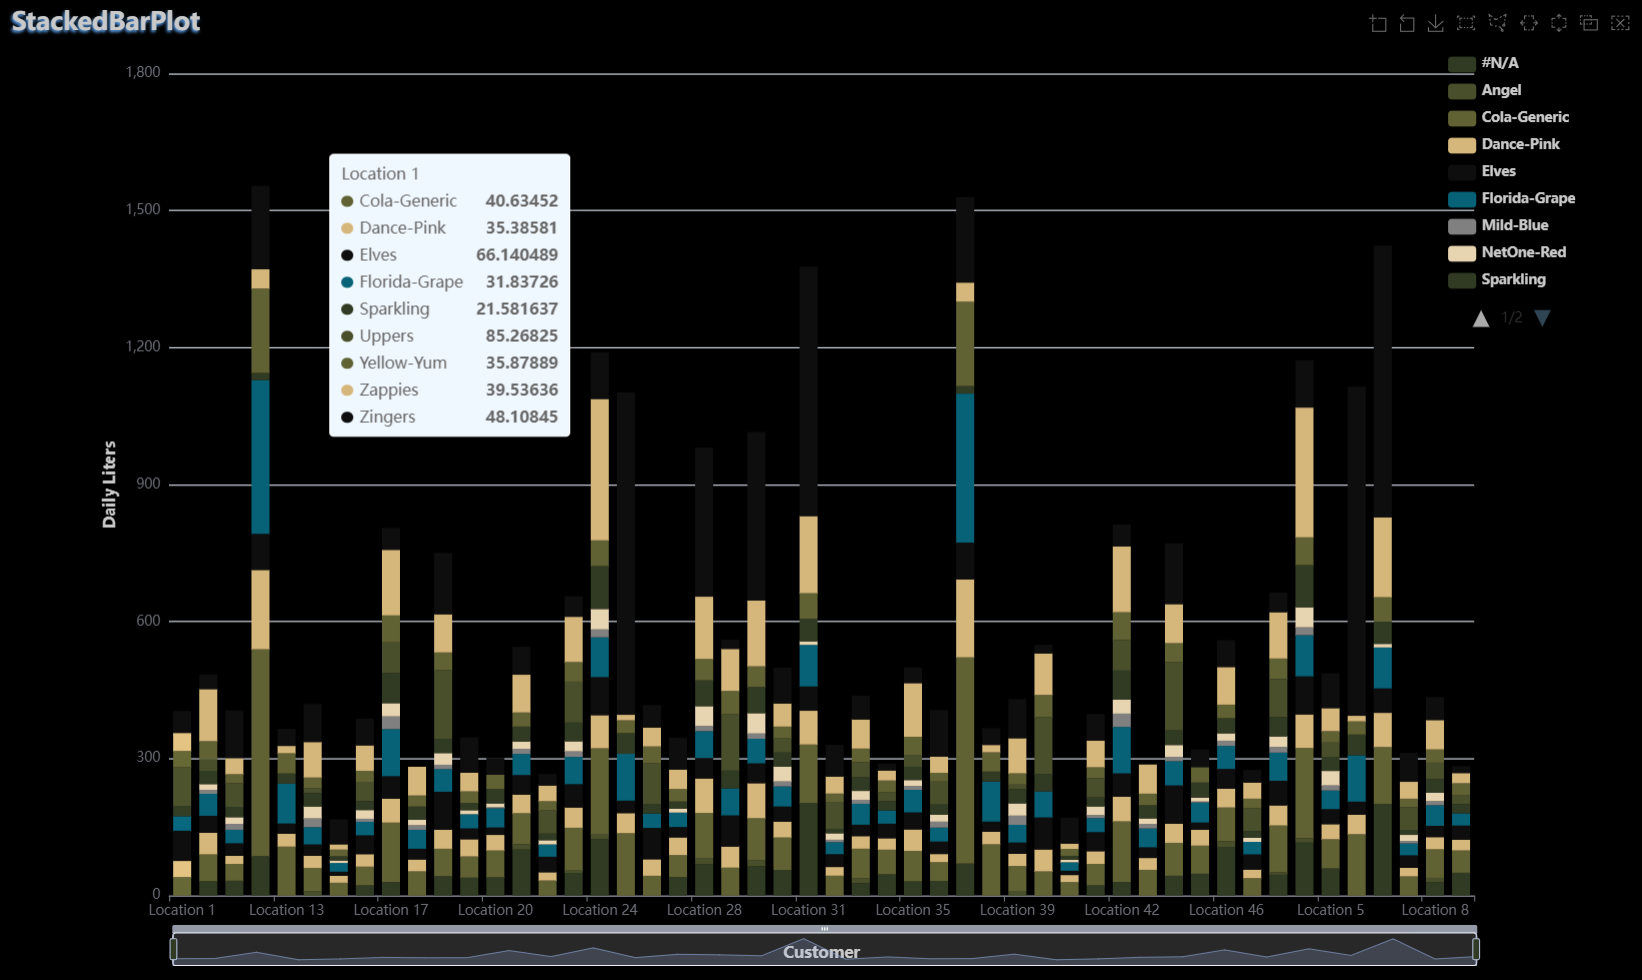 StackedBarPlot
1,800
1,500
1,200
900
600
300
0
Daily Liters
Location 1
Cola-Generic 40.63452
Dance-Pink 35.38581
Elves 66.140489
Florida-Grape 31.83726
Sparkling 21.581637
Uppers 85.26825
Yellow-Yum 35.87889
Zappies 39.53636
Zingers 48.10845
#N/A
Angel
Cola-Generic
Dance-Pink
Elves
Florida-Grape
Mild-Blue
NetOne-Red
Sparkling
1/2
Location 1 Location 13 Location 17 Location 20 Location 24 Location 28 Location 31 Location 35 Location 39 Location 42 Location 46 Location 5 Location 8
Customer